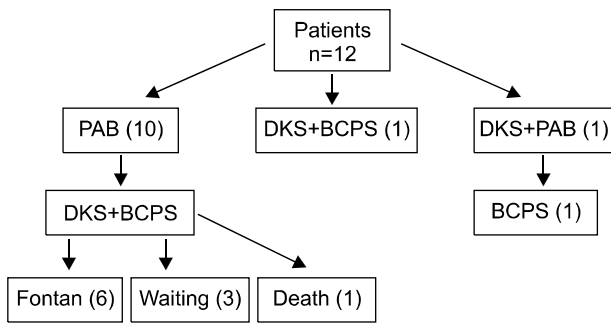 Patients
n=12
PAB (10)
DKS+BCPS (1)
DKS+PAB (1)
DKS+BCPS
BCPS (1)
Fontan (6)
Waiting (3)
Death (1)